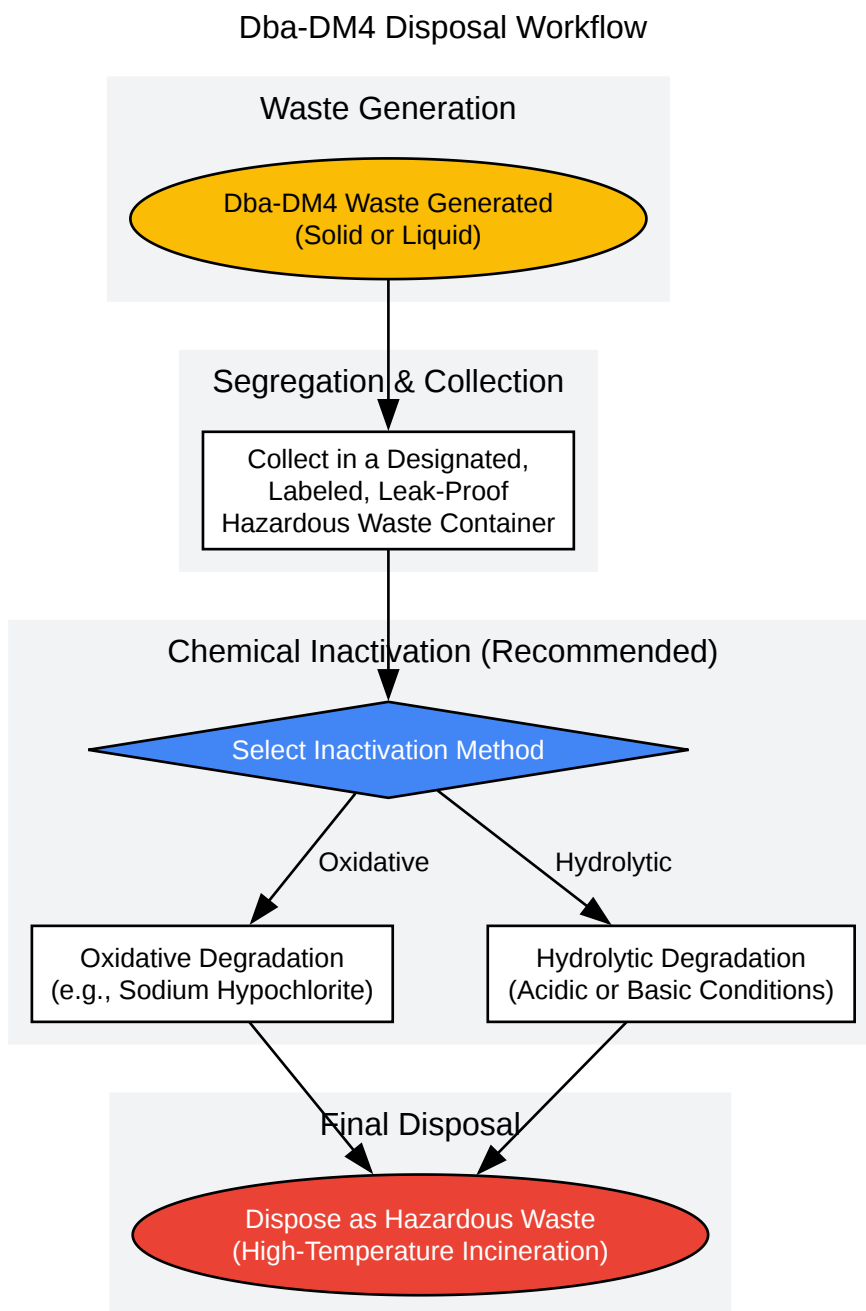 Dba-DM4 Disposal Workflow
Waste Generation
Dba-DM4 Waste Generated
(Solid or Liquid)
Segregation & Collection
Collect in a Designated,
Labeled, Leak-Proof
Hazardous Waste Container
Chemical Inactivation (Recommended)
Select Inactivation Method
Oxidative
Hydrolytic
Oxidative Degradation
(e.g., Sodium Hypochlorite)
Hydrolytic Degradation
(Acidic or Basic Conditions)
Final Disposal
Dispose as Hazardous Waste
(High-Temperature Incineration)